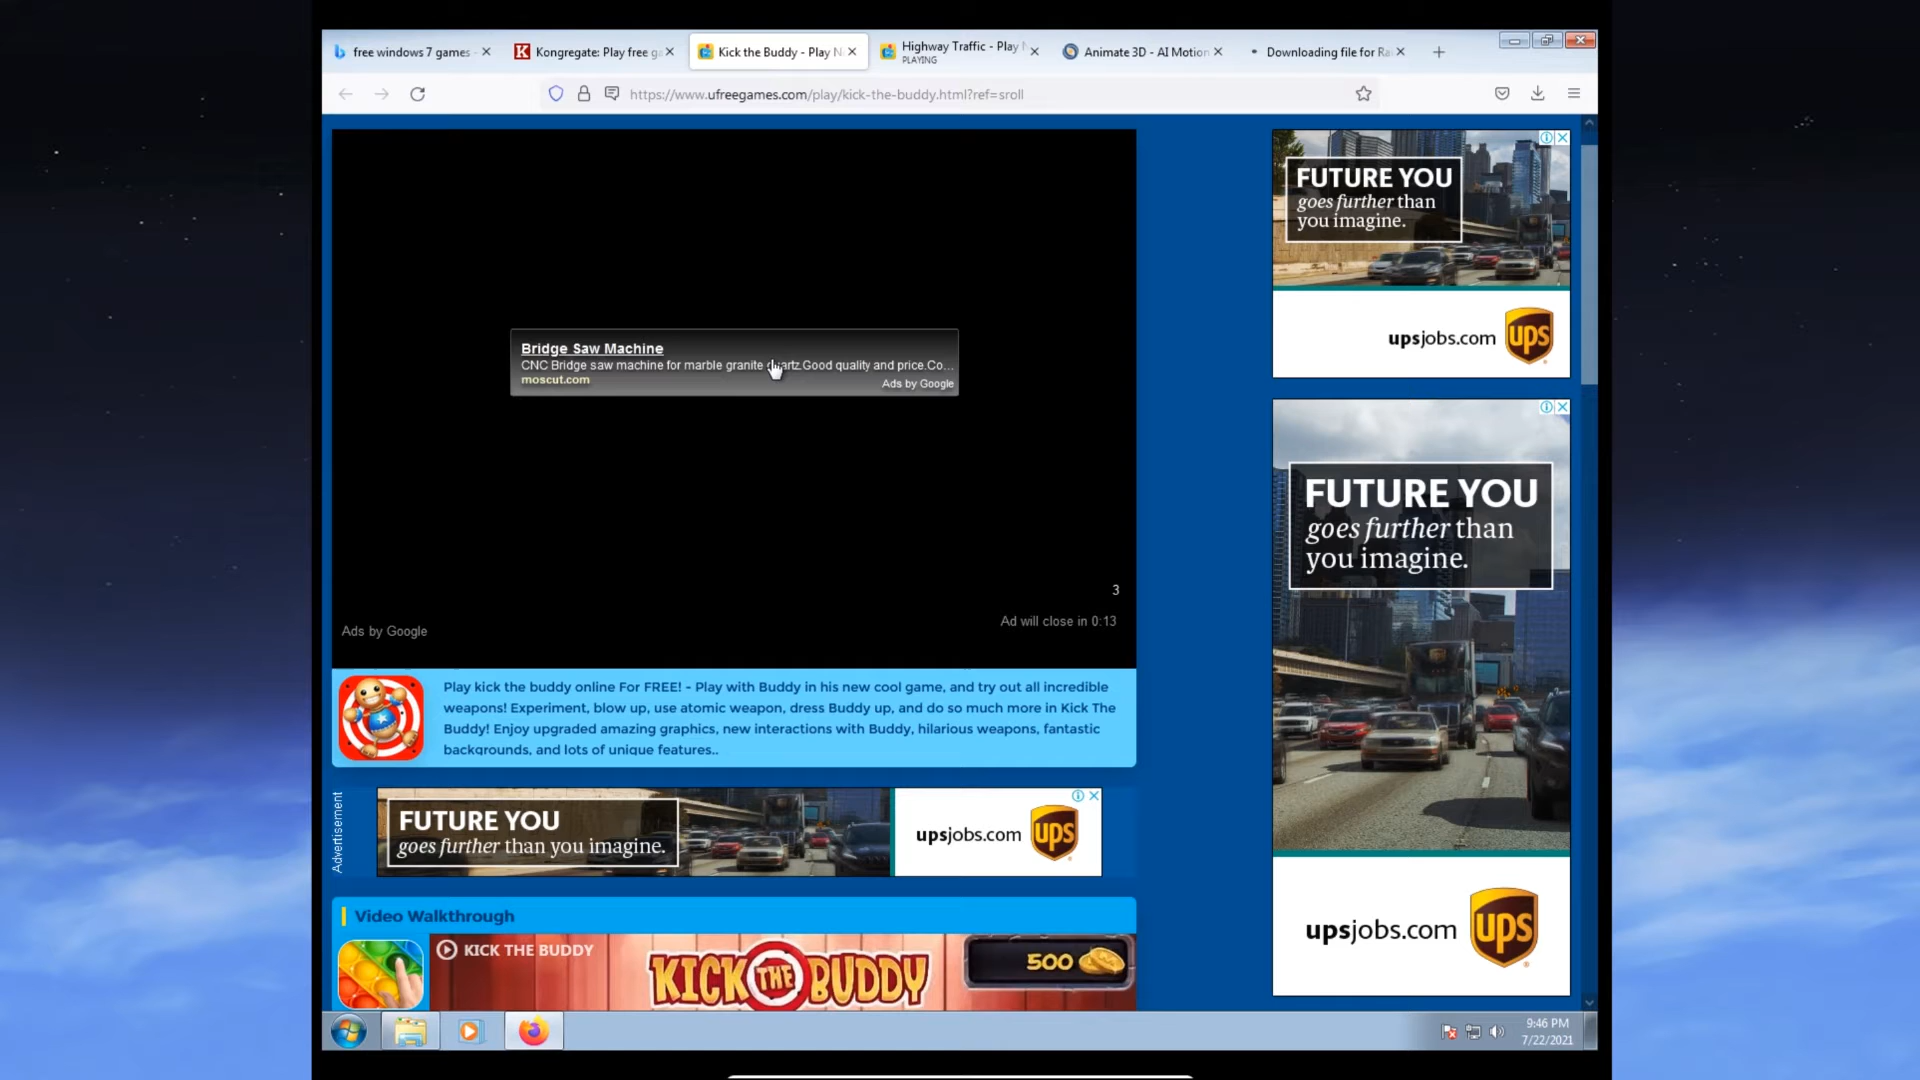 free windows 7 games
Kongregate: Play free ga
Kick the Buddy - Play N
Highway Traffic - Play N
PLAYING
Animate 3D - AI Motion
Downloading file for Ra
https://www.ufreegames.com/play/kick-the-buddy.html?ref=sroll
Bridge Saw Machine
CNC Bridge saw machine for marble granite quartz.Good quality and price.Co...
moscut.com
Ads by Google
3
Ad will close in 0:13
Ads by Google
Play kick the buddy online For FREE! - Play with Buddy in his new cool game, and try out all incredible
weapons! Experiment, blow up, use atomic weapon, dress Buddy up, and do so much more in Kick The
Buddy! Enjoy upgraded amazing graphics, new interactions with Buddy, hilarious weapons, fantastic
backgrounds, and lots of unique features..
Advertisement
FUTURE YOU
goes further than you imagine.
upsjobs.com
ups
Video Walkthrough
KICK THE BUDDY
KICK THE BUDDY
500
FUTURE YOU
goes further than
you imagine.
upsjobs.com
ups
FUTURE YOU
goes further than
you imagine.
upsjobs.com
ups
9:46 PM
7/22/2021